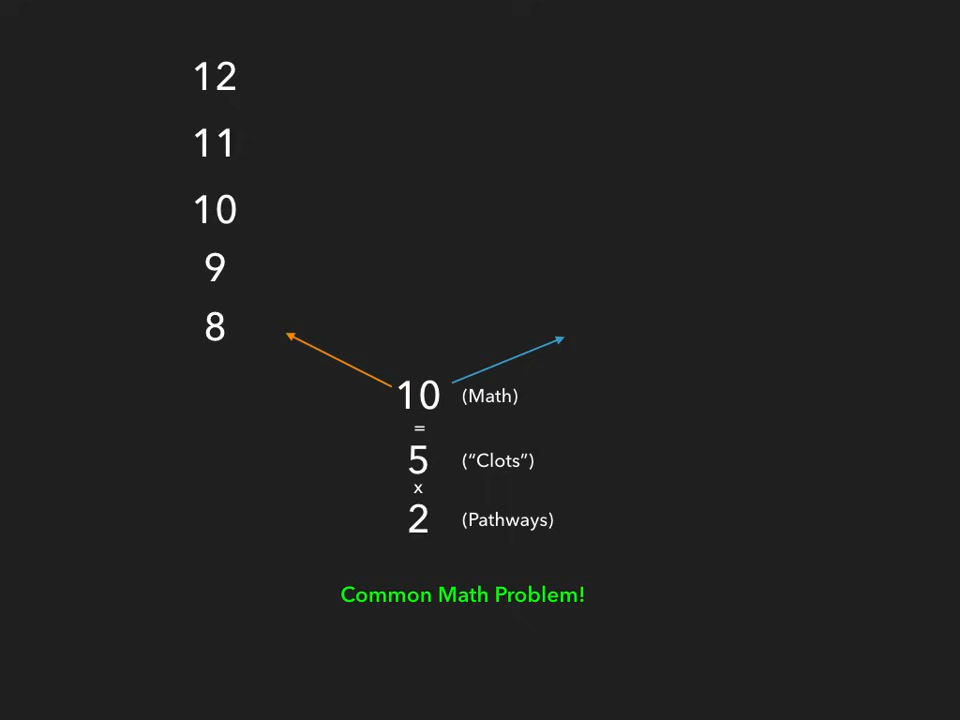 12
11
10
9
8
10 (Math)
=
5 (“Clots”)
x
2 (Pathways)
Common Math Problem!